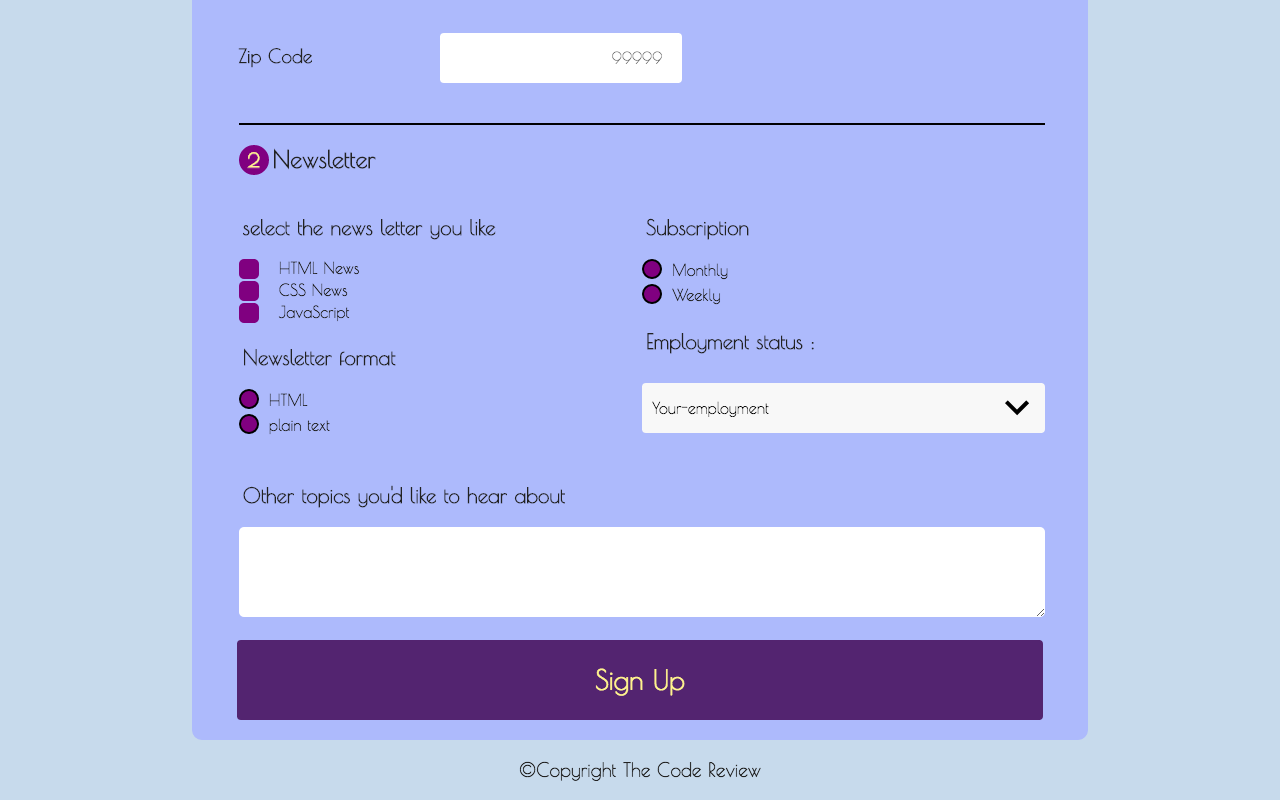 Zip Code
99999
2 Newsletter
select the news letter you like
HTML News
CSS News
JavaScript
Newsletter format
HTML
plain text
Subscription
Monthly
Weekly
Employment status :
Your-employment
Other topics you'd like to hear about
Sign Up
©Copyright The Code Review